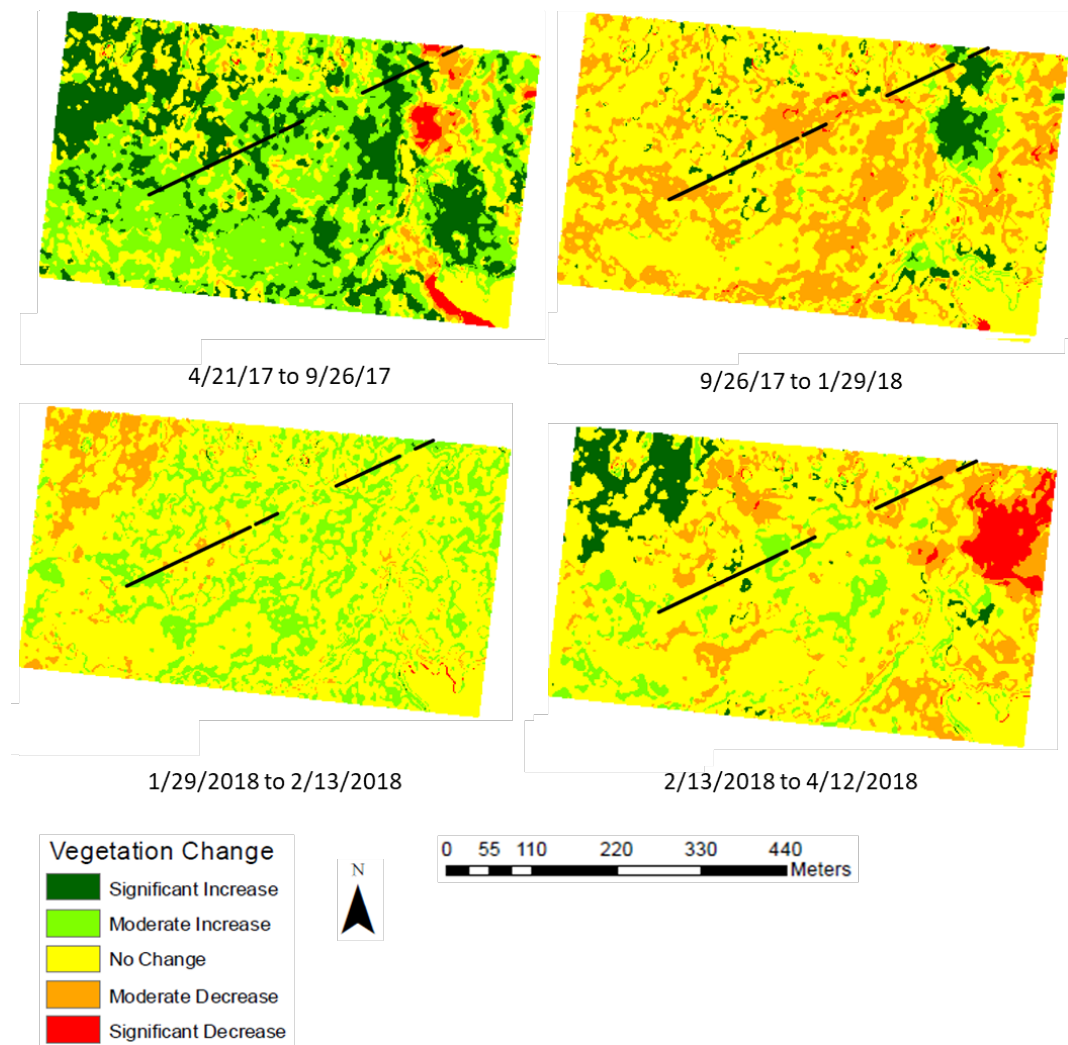 4/21/17 to 9/26/17
9/26/17 to 1/29/18
1/29/2018 to 2/13/2018
2/13/2018 to 4/12/2018
Vegetation Change
Significant Increase
Moderate Increase
No Change
Moderate Decrease
Significant Decrease
N
0 55 110 220 330 440
Meters